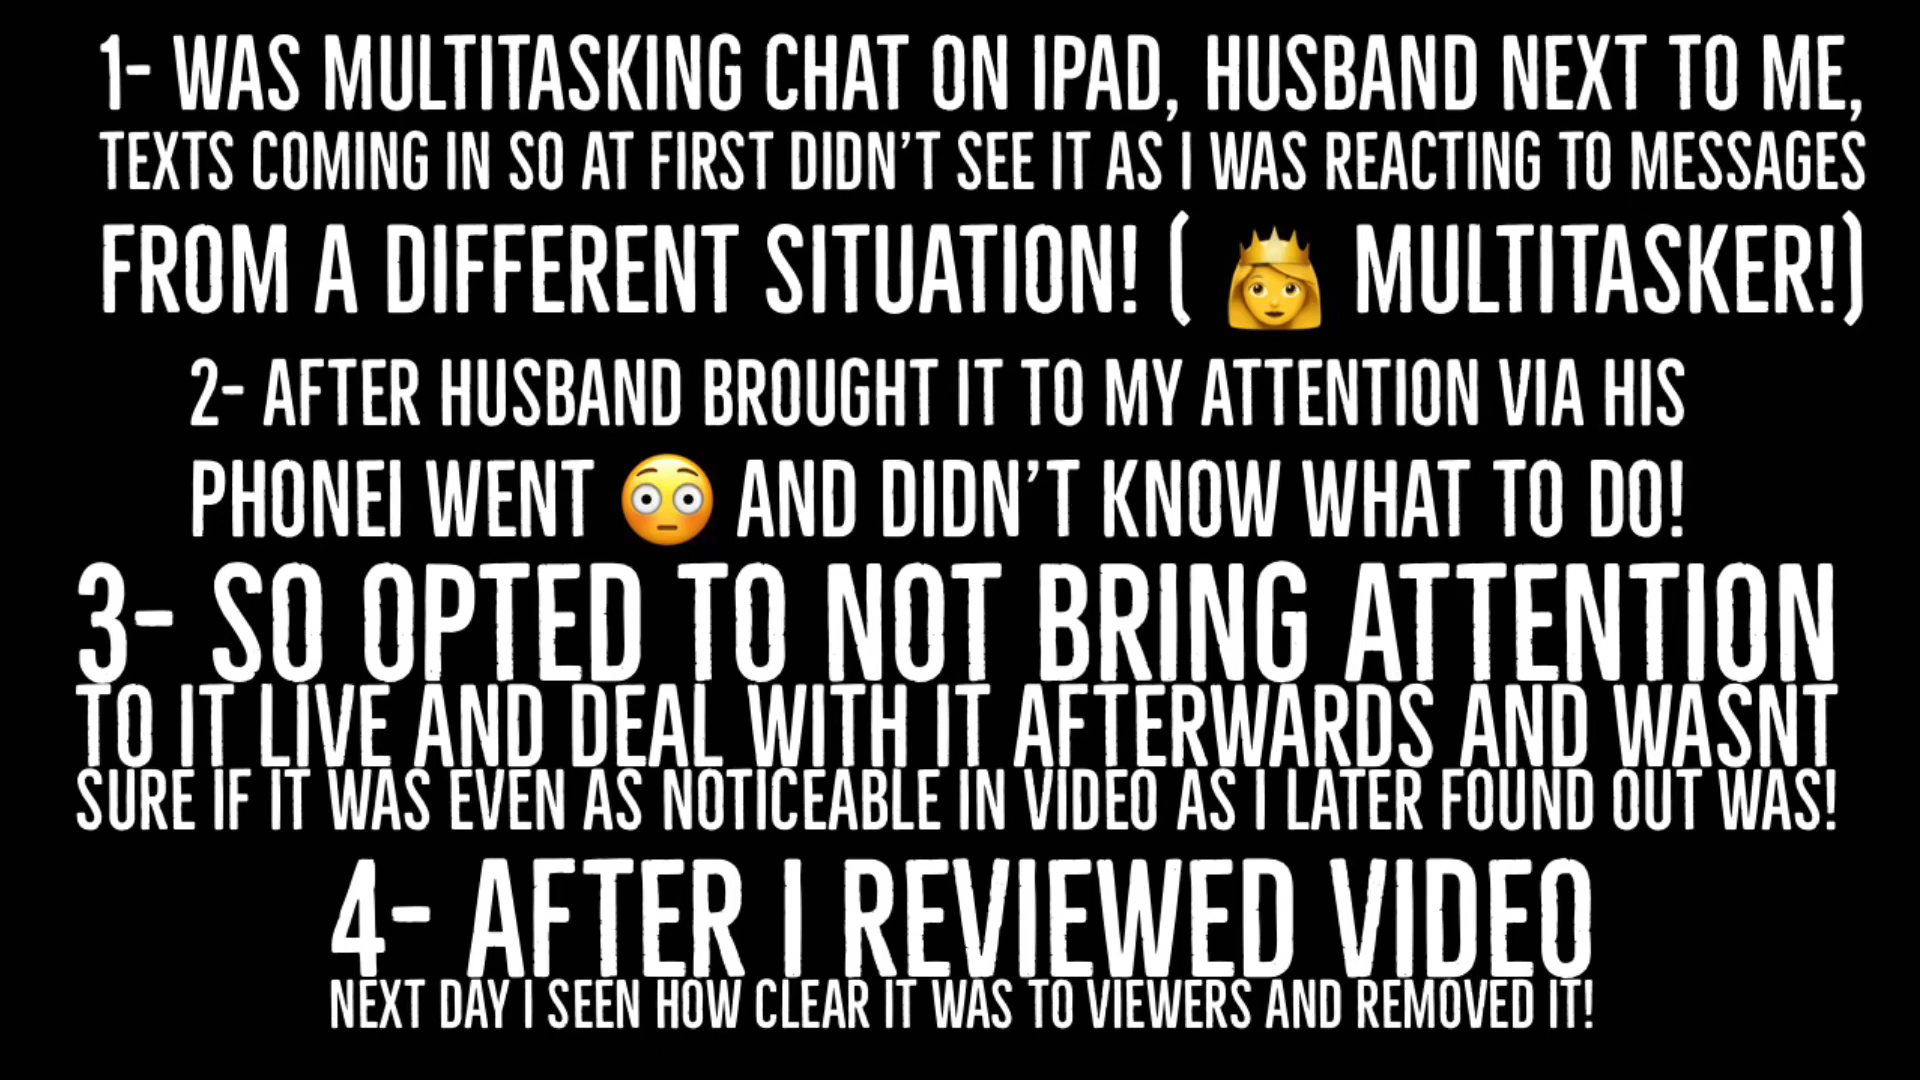 1- WAS MULTITASKING CHAT ON IPAD, HUSBAND NEXT TO ME,
TEXTS COMING IN SO AT FIRST DIDN’T SEE IT AS I WAS REACTING TO MESSAGES
FROM A DIFFERENT SITUATION! ( 👸 MULTITASKER!)
2- AFTER HUSBAND BROUGHT IT TO MY ATTENTION VIA HIS
PHONEI WENT 😳 AND DIDN’T KNOW WHAT TO DO!
3- SO OPTED TO NOT BRING ATTENTION
TO IT LIVE AND DEAL WITH IT AFTERWARDS AND WASNT
SURE IF IT WAS EVEN AS NOTICEABLE IN VIDEO AS I LATER FOUND OUT WAS!
4- AFTER I REVIEWED VIDEO
NEXT DAY I SEEN HOW CLEAR IT WAS TO VIEWERS AND REMOVED IT!